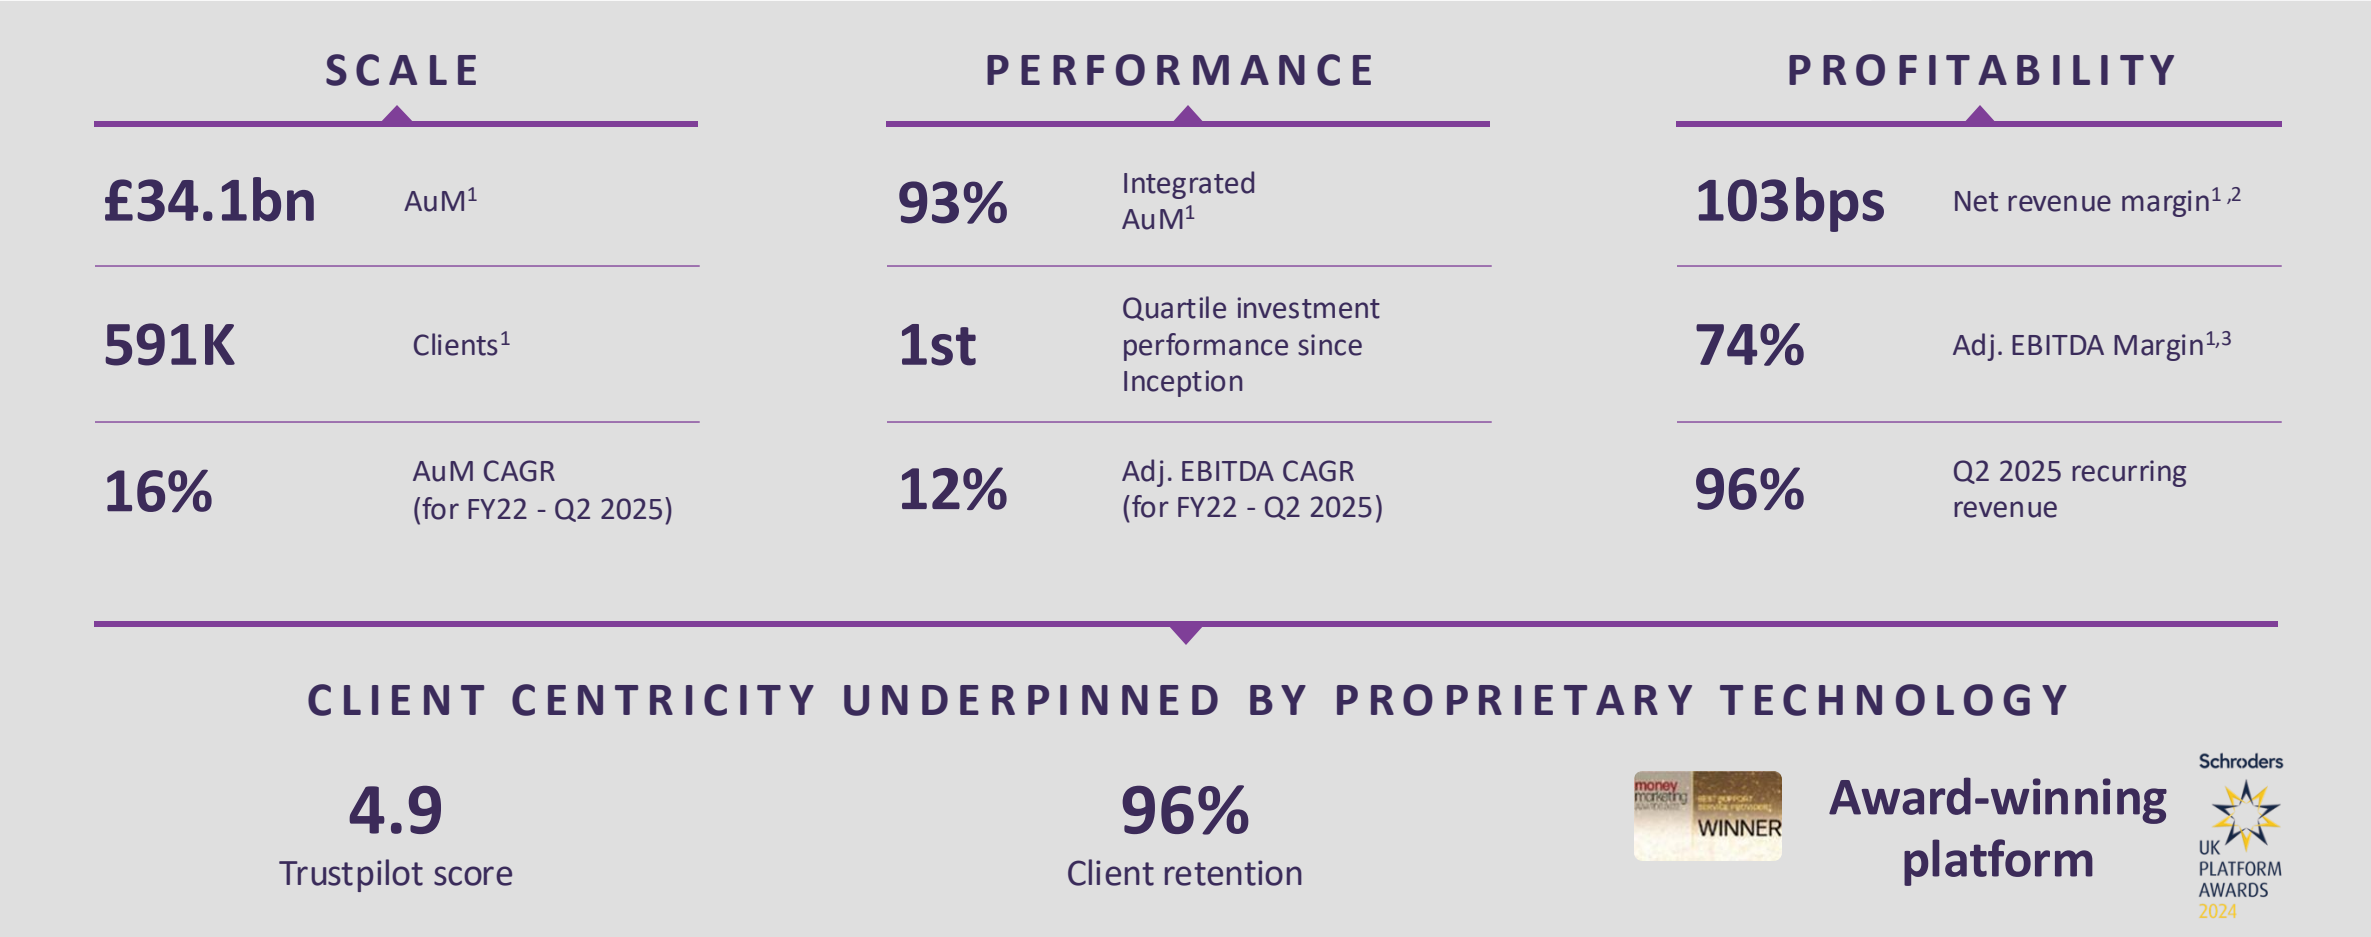 SCALE
£34.1bn AuM1
591K Clients1
16% AuM CAGR
(for FY22 - Q2 2025)
PERFORMANCE
93% Integrated
AuM1
1st Quartile investment
performance since
Inception
12% Adj. EBITDA CAGR
(for FY22 - Q2 2025)
PROFITABILITY
103bps Net revenue margin1,2
74% Adj. EBITDA Margin1,3
96% Q2 2025 recurring
revenue
CLIENT CENTRICITY UNDERPINNED BY PROPRIETARY TECHNOLOGY
4.9
Trustpilot score
96%
Client retention
money
marketing
WINNER
Award-winning
platform
Schroders
UK
PLATFORM
AWARDS
2024